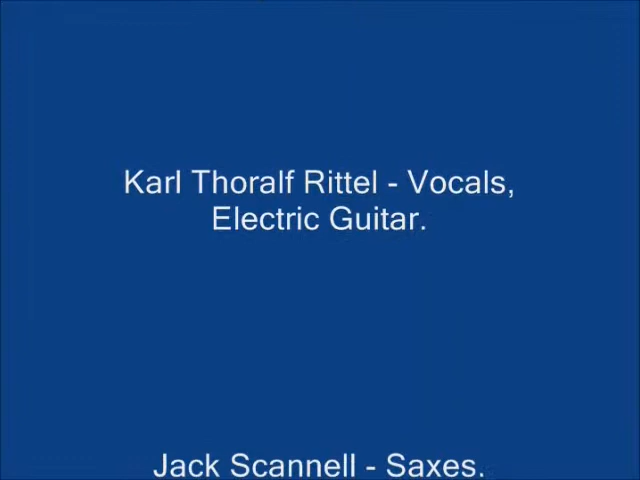 Karl Thoralf Rittel - Vocals,
Electric Guitar.
Jack Scannell - Saxes.